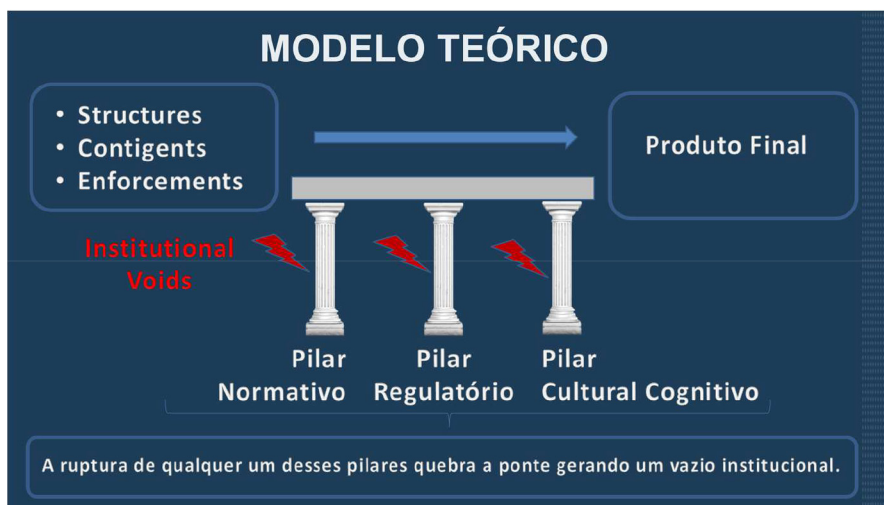 MODELO TEÓRICO
• Structures
• Contigents
• Enforcements
Produto Final
Institutional
Voids
Pilar
Normativo
Pilar
Regulatório
Pilar
Cultural Cognitivo
A ruptura de qualquer um desses pilares quebra a ponte gerando um vazio institucional.